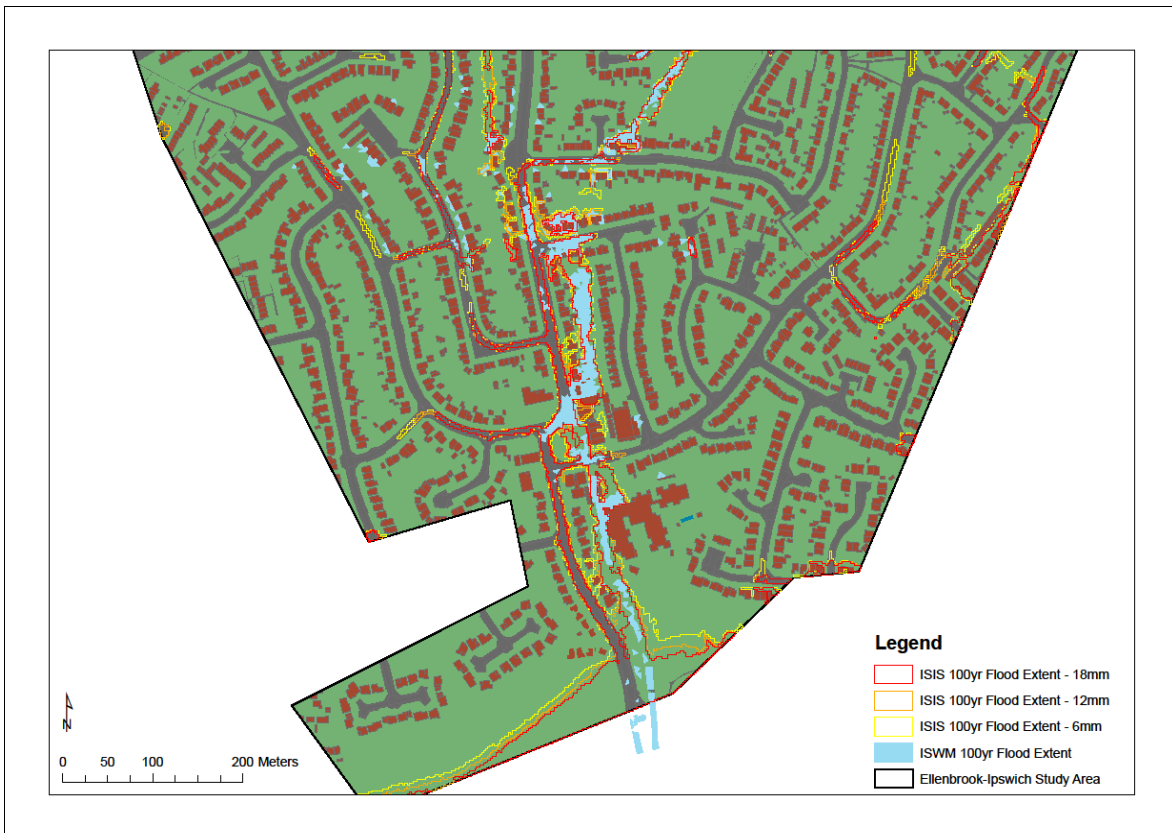 Legend
ISIS 100yr Flood Extent - 18mm
ISIS 100yr Flood Extent - 12mm
ISIS 100yr Flood Extent - 6mm
ISWM 100yr Flood Extent
Ellenbrook-Ipswich Study Area
N
0 50 100 200 Meters